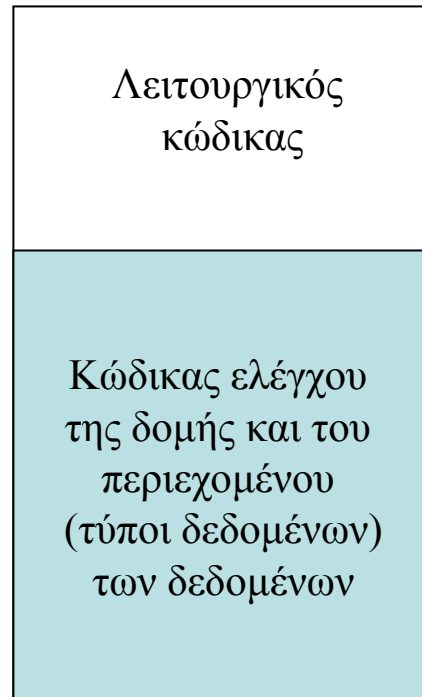 Λειτουργικός
κώδικας
Κώδικας ελέγχου
της δομής και του
περιεχομένου
(τύποι δεδομένων)
των δεδομένων